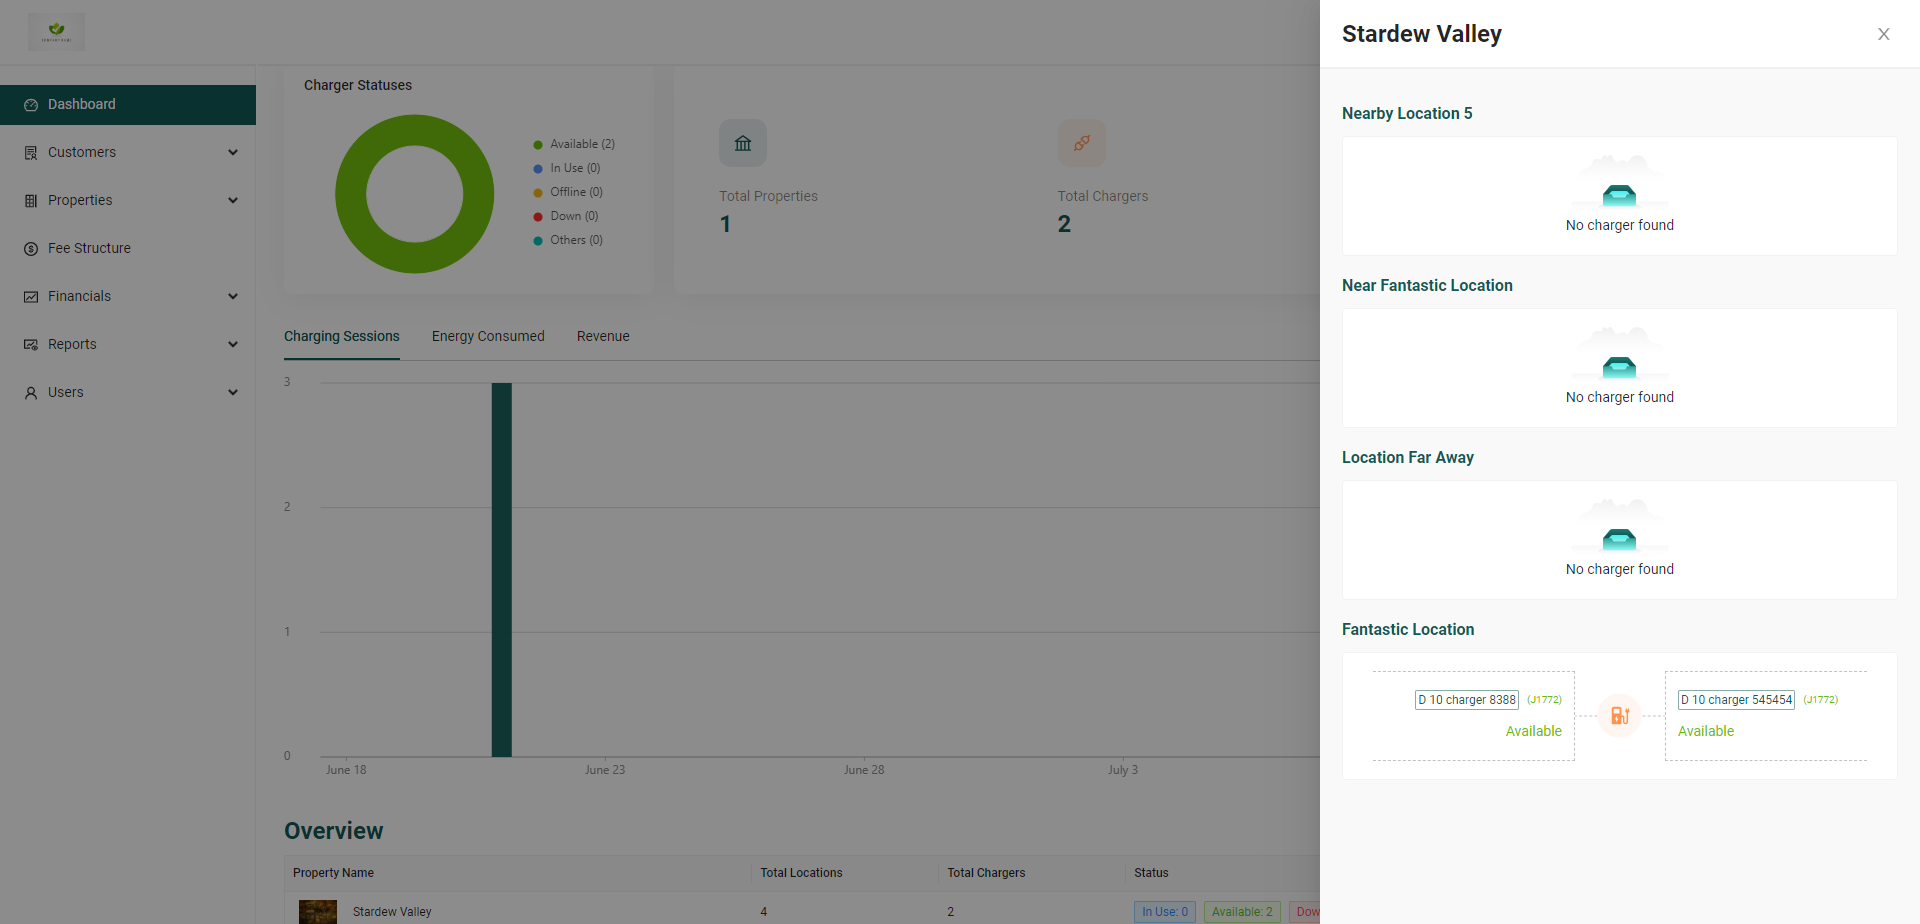 Stardew Valley
Dashboard
Customers
Properties
Fee Structure
Financials
Reports
Users
Charger Statuses
Available (2)
In Use (0)
Offline (0)
Down (0)
Others (0)
Total Properties
1
Total Chargers
2
Charging Sessions
Energy Consumed
Revenue
3
2
1
0
June 18
June 23
June 28
July 3
Overview
Property Name
Total Locations
Total Chargers
Status
Stardew Valley
4
2
In Use: 0
Available: 2
Dow
Nearby Location 5
No charger found
Near Fantastic Location
No charger found
Location Far Away
No charger found
Fantastic Location
D 10 charger 8388 (J1772)
Available
D 10 charger 545454 (J1772)
Available